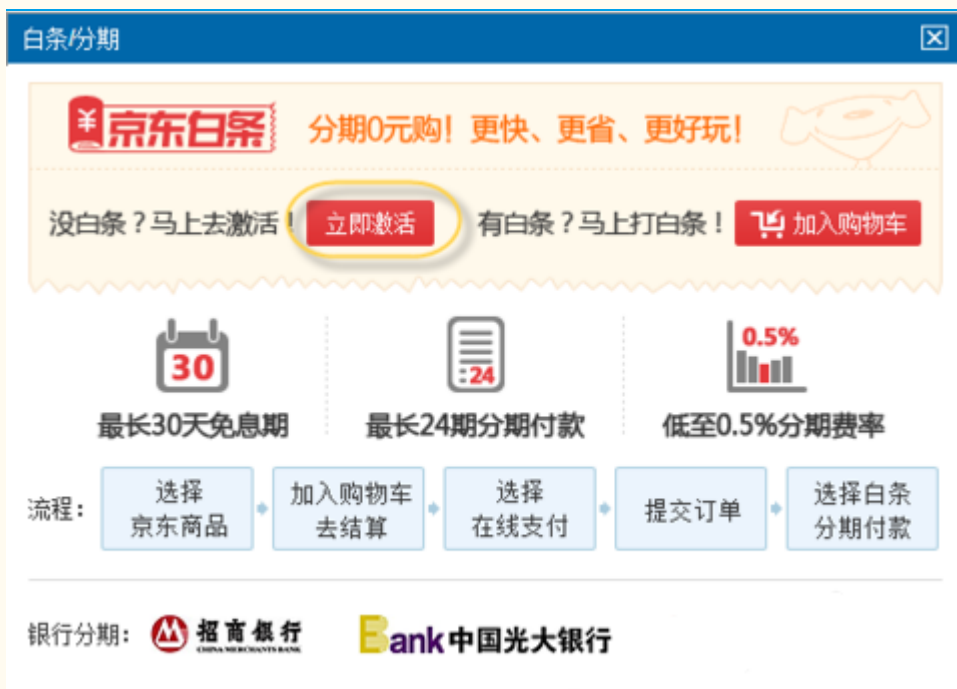 白条/分期
¥ 京东白条 分期0元购！更快、更省、更好玩！
没白条？马上去激活！ 立即激活 有白条？马上打白条！ 加入购物车
30 24 0.5%
最长30天免息期 最长24期分期付款 低至0.5%分期费率
流程： 选择京东商品 加入购物车去结算 选择在线支付 提交订单 选择白条分期付款
银行分期： 招商银行 Bank中国光大银行
CHINA MERCHANTS BANK